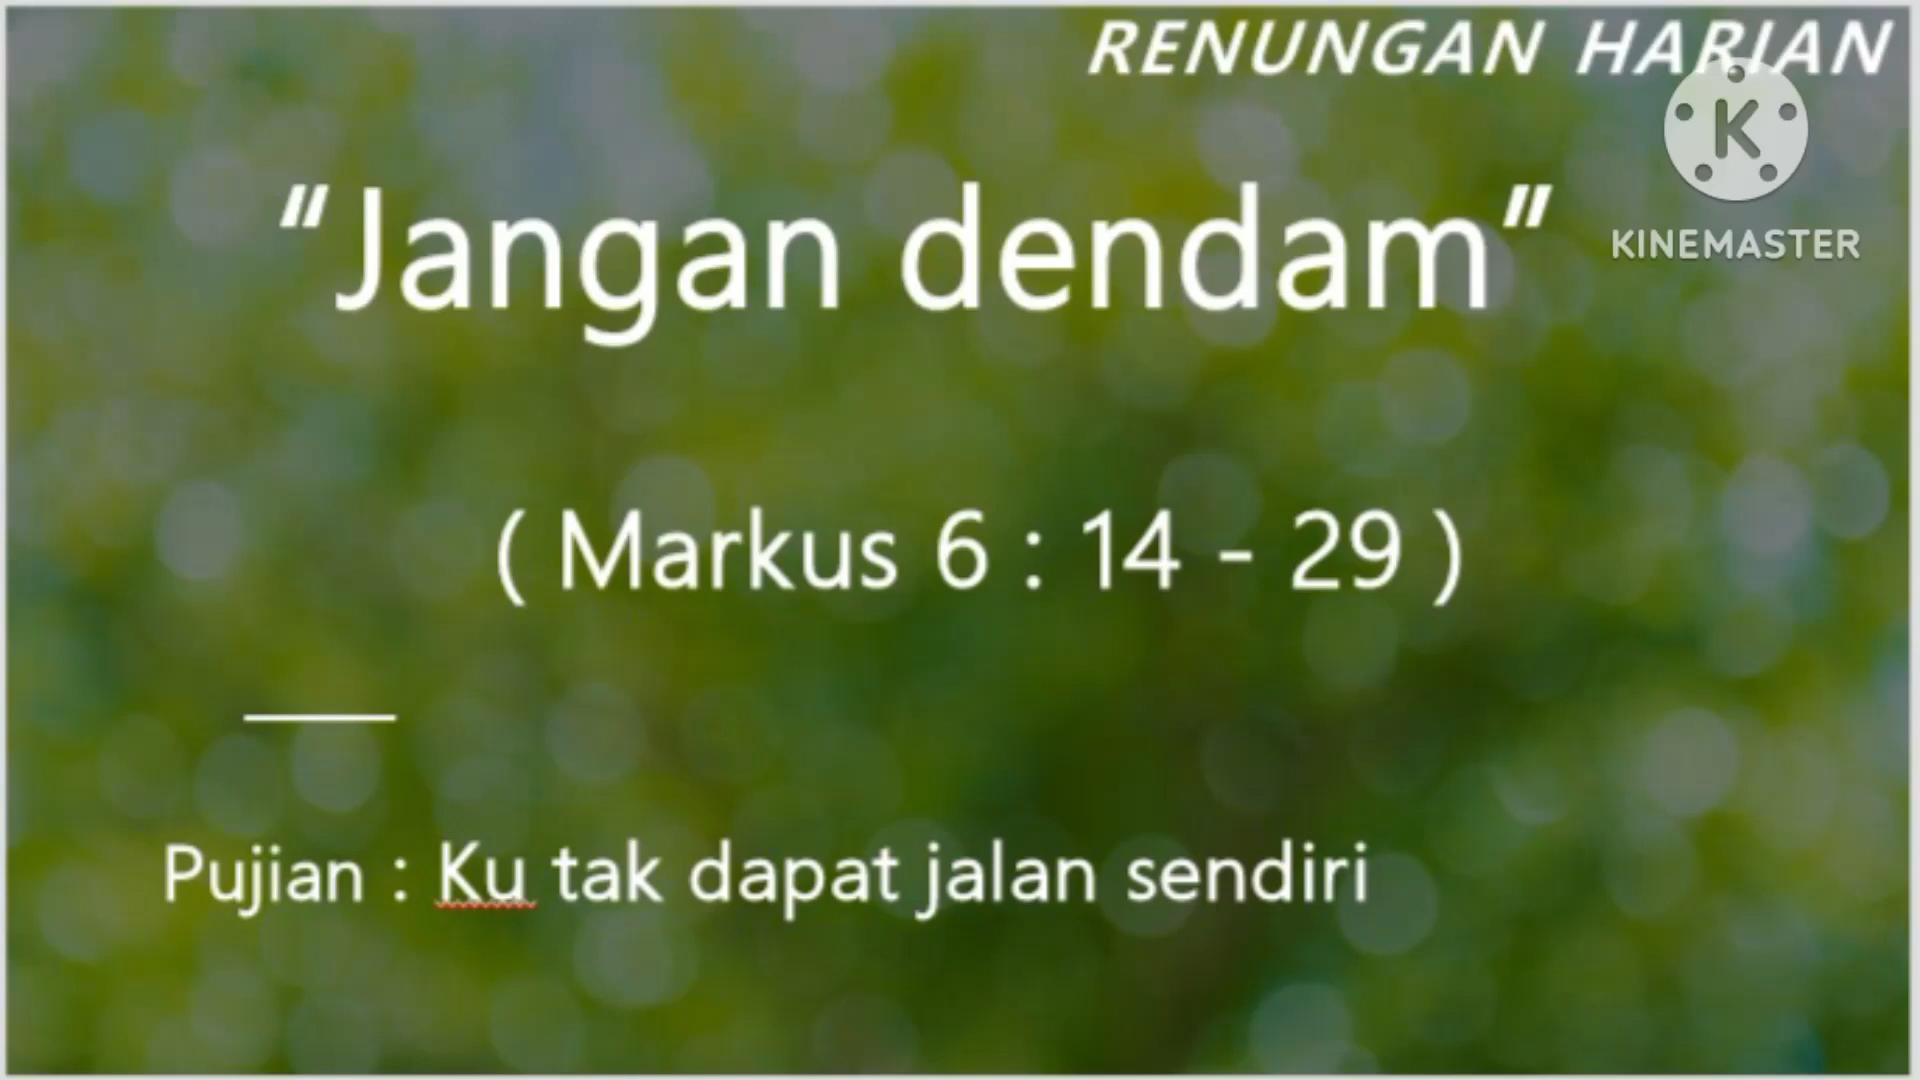 RENUNGAN HARIAN
K
KINEMASTER
"Jangan dendam"
( Markus 6 : 14 - 29 )
Pujian : Ku tak dapat jalan sendiri